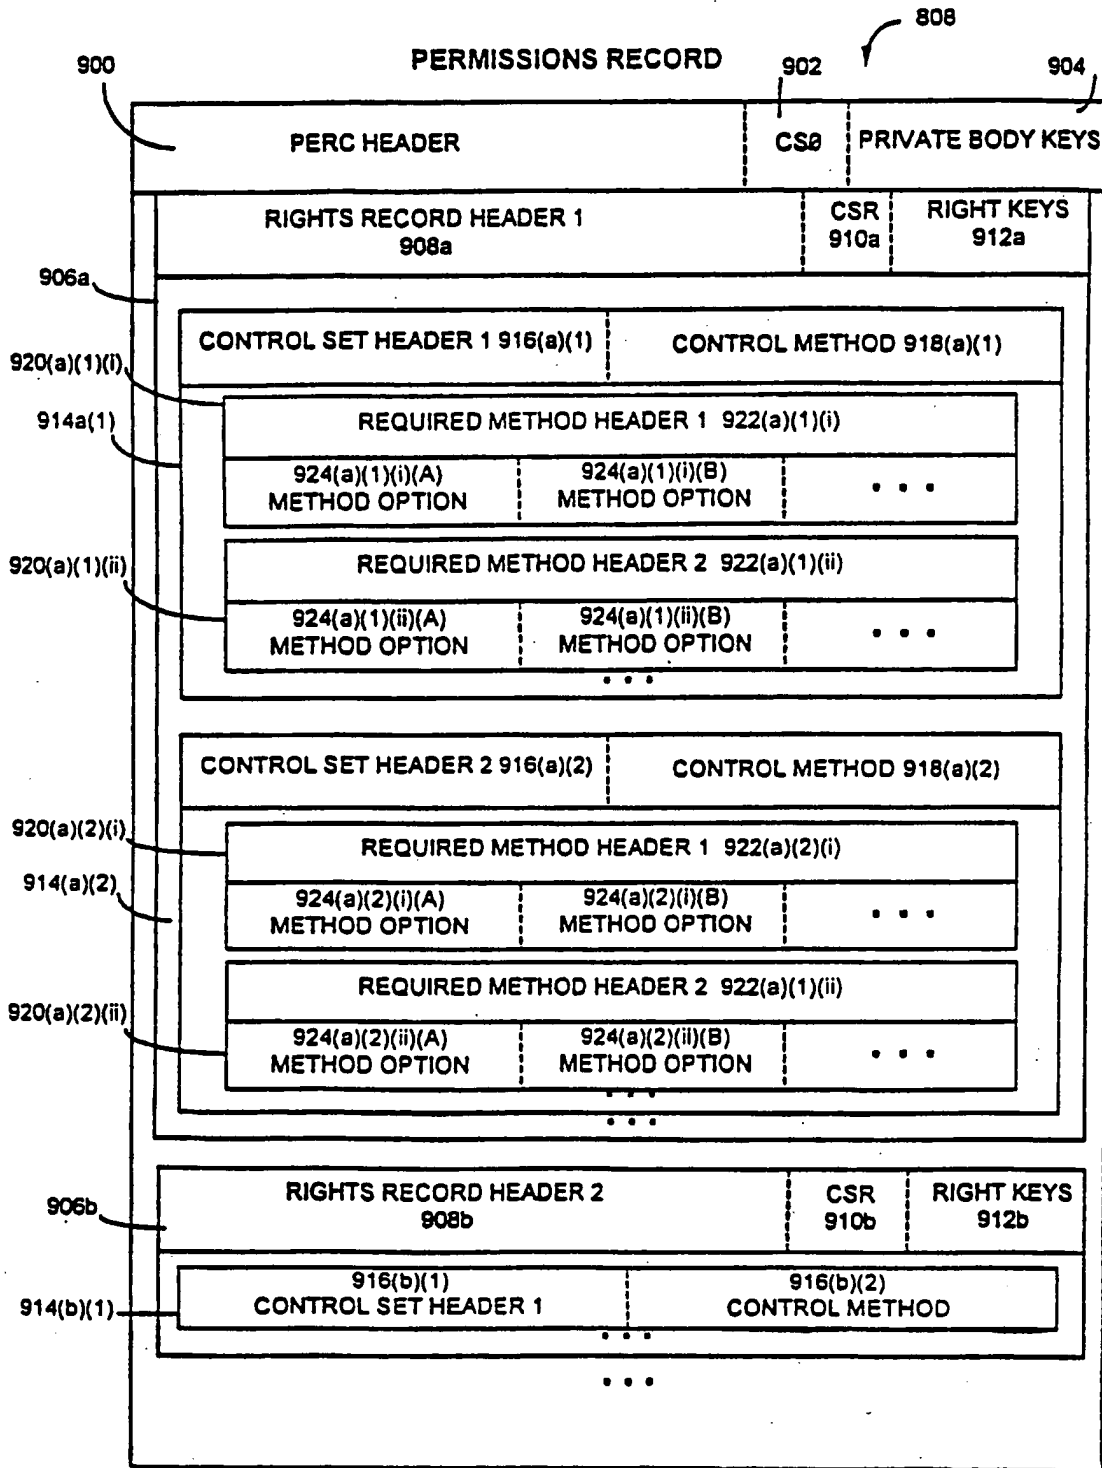 808
PERMISSIONS RECORD
900
902
904
PERC HEADER
CS0
PRIVATE BODY KEYS
RIGHTS RECORD HEADER 1
908a
CSR
910a
RIGHT KEYS
912a
906a
CONTROL SET HEADER 1 916(a)(1)
CONTROL METHOD 918(a)(1)
920(a)(1)(i)
914a(1)
REQUIRED METHOD HEADER 1 922(a)(1)(i)
924(a)(1)(i)(A)
METHOD OPTION
924(a)(1)(i)(B)
METHOD OPTION
. . .
920(a)(1)(ii)
REQUIRED METHOD HEADER 2 922(a)(1)(ii)
924(a)(1)(ii)(A)
METHOD OPTION
924(a)(1)(ii)(B)
METHOD OPTION
. . .
. . .
CONTROL SET HEADER 2 916(a)(2)
CONTROL METHOD 918(a)(2)
920(a)(2)(i)
914(a)(2)
REQUIRED METHOD HEADER 1 922(a)(2)(i)
924(a)(2)(i)(A)
METHOD OPTION
924(a)(2)(i)(B)
METHOD OPTION
. . .
920(a)(2)(ii)
REQUIRED METHOD HEADER 2 922(a)(1)(ii)
924(a)(2)(ii)(A)
METHOD OPTION
924(a)(2)(ii)(B)
METHOD OPTION
. . .
. . .
. . .
906b
RIGHTS RECORD HEADER 2
908b
CSR
910b
RIGHT KEYS
912b
914(b)(1)
916(b)(1)
CONTROL SET HEADER 1
916(b)(2)
CONTROL METHOD
. . .
. . .